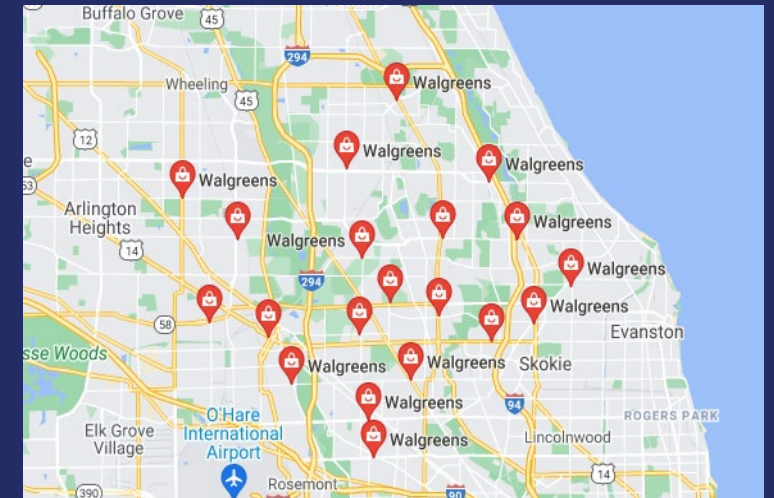 Buffalo Grove
45
294
Wheeling
45
Walgreens
12
Walgreens
Walgreens
e
53
Walgreens
Arlington
Heights
Walgreens
Walgreens
14
Walgreens
294
Walgreens
58
Evanston
sse Woods
Walgreens
Walgreens
Skokie
Walgreens
94
O'Hare
International
Airport
ROGERS PARK
Elk Grove
Village
Walgreens
Lincolnwood
14
Rosemont
390
90